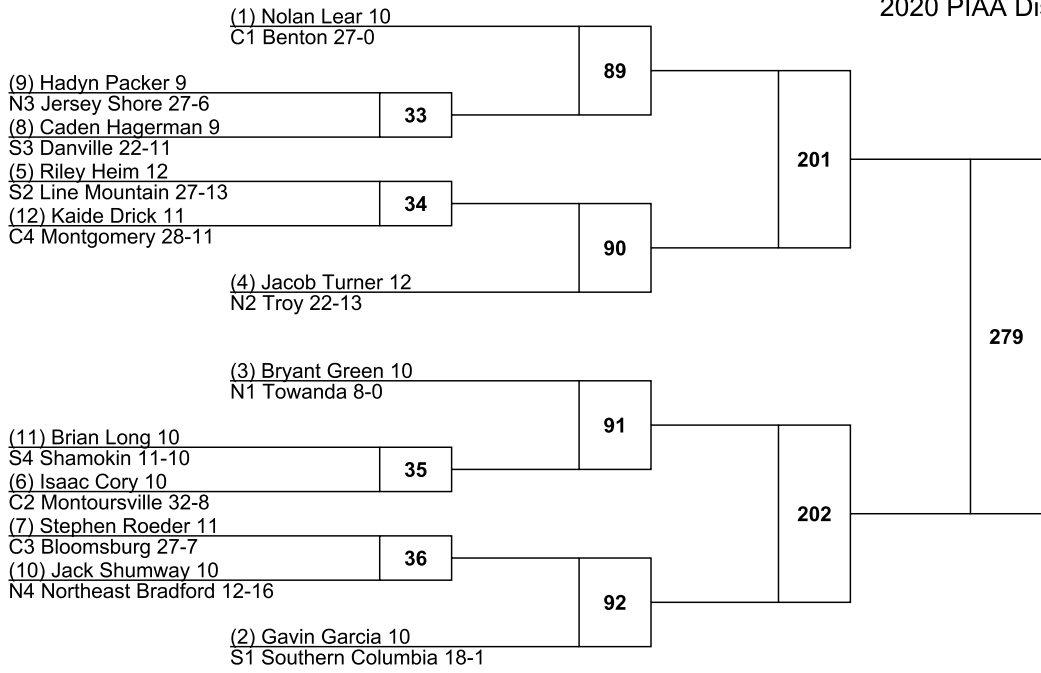 2020 PIAA Dis
(1) Nolan Lear 10
C1 Benton 27-0
89
(9) Hadyn Packer 9
N3 Jersey Shore 27-6
33
(8) Caden Hagerman 9
S3 Danville 22-11
201
(5) Riley Heim 12
S2 Line Mountain 27-13
34
(12) Kaide Drick 11
C4 Montgomery 28-11
90
(4) Jacob Turner 12
N2 Troy 22-13
279
(3) Bryant Green 10
N1 Towanda 8-0
91
(11) Brian Long 10
S4 Shamokin 11-10
35
(6) Isaac Cory 10
C2 Montoursville 32-8
202
(7) Stephen Roeder 11
C3 Bloomsburg 27-7
36
(10) Jack Shumway 10
N4 Northeast Bradford 12-16
92
(2) Gavin Garcia 10
S1 Southern Columbia 18-1